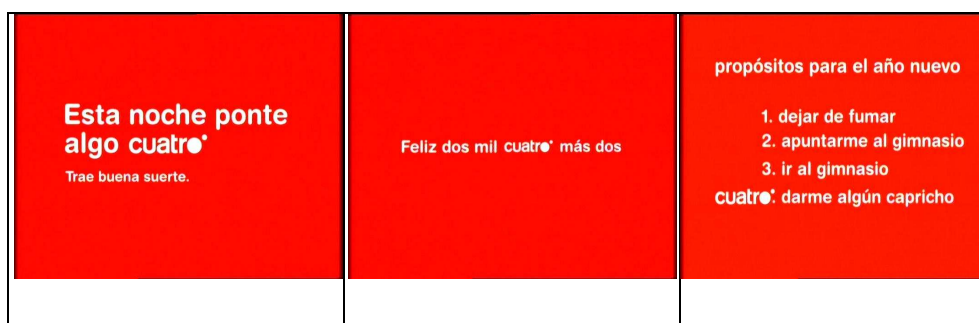 Esta noche ponte
algo cuatro
Trae buena suerte.
Feliz dos mil cuatro más dos
propósitos para el año nuevo
1. dejar de fumar
2. apuntarme al gimnasio
3. ir al gimnasio
cuatro: darme algún capricho